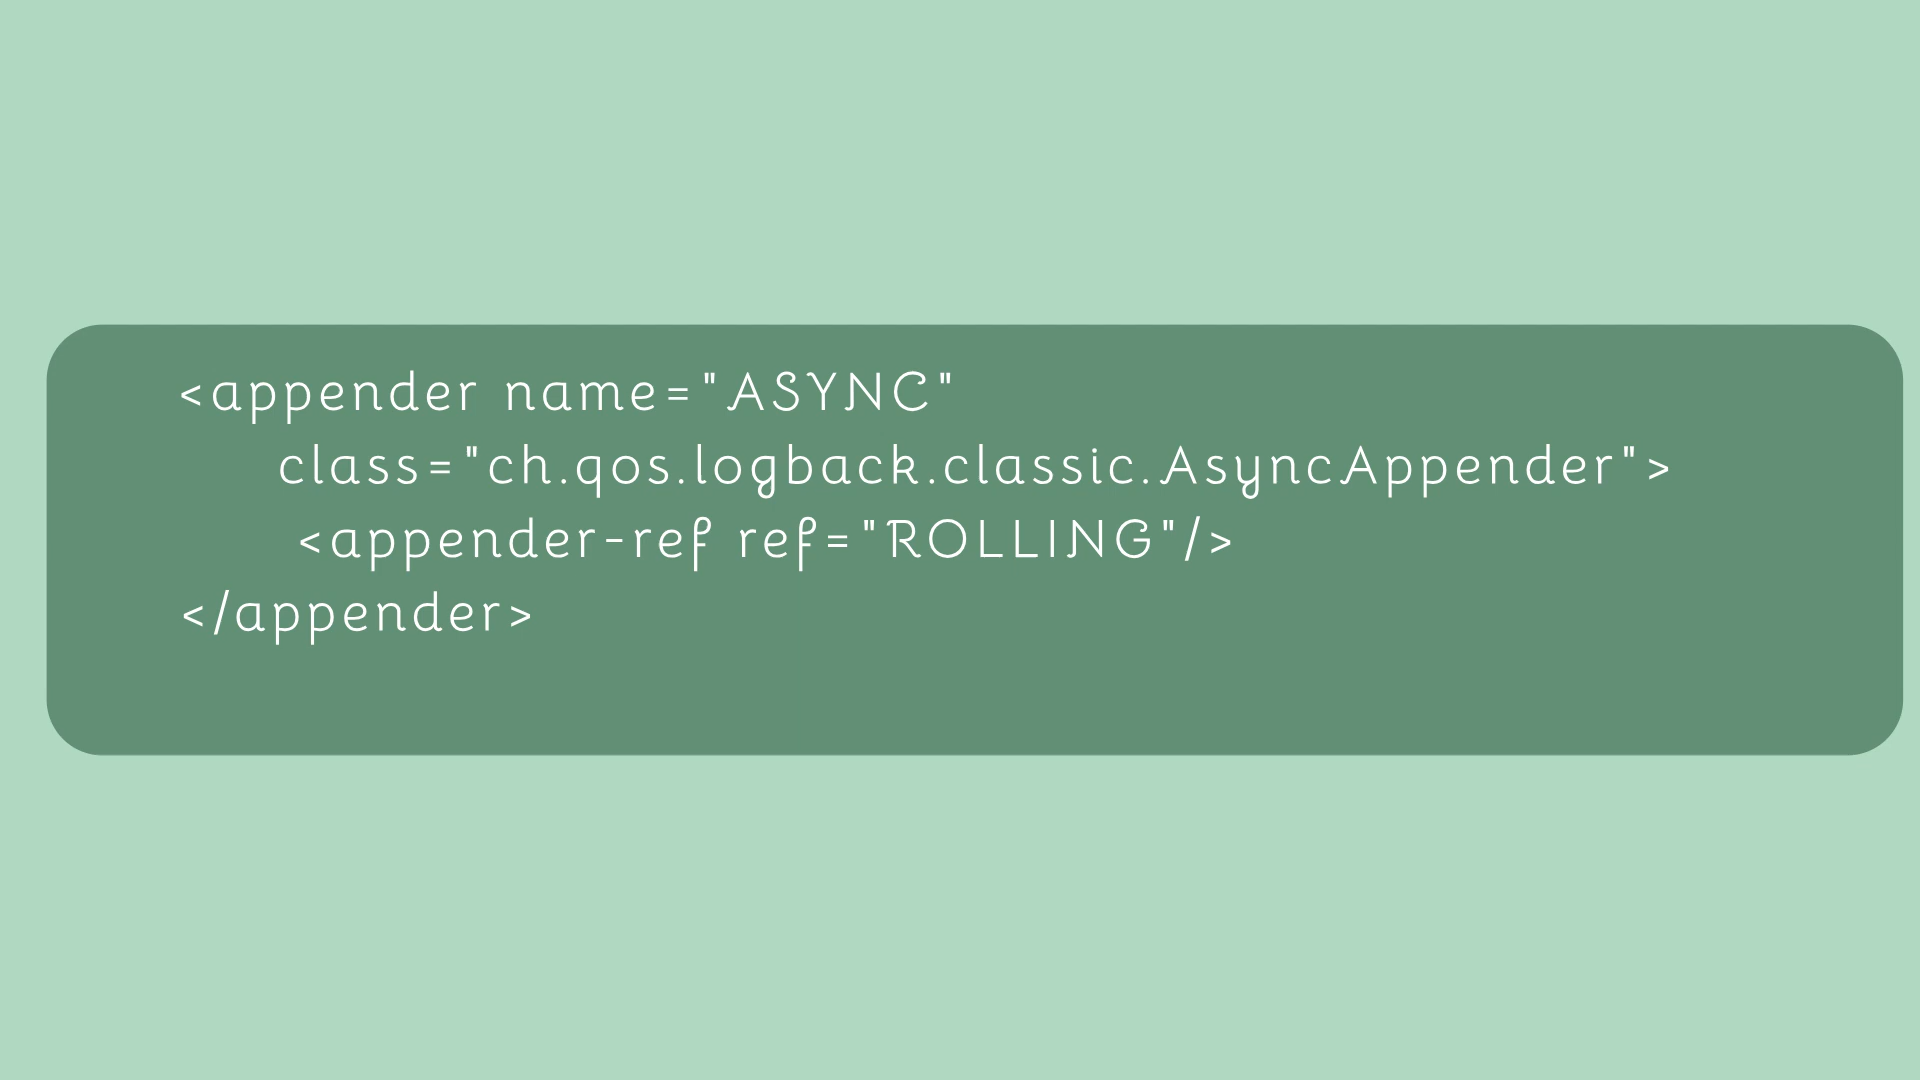 <appender name="ASYNC"
class="ch.qos.logback.classic.AsyncAppender">
<appender-ref ref="ROLLING"/>
</appender>